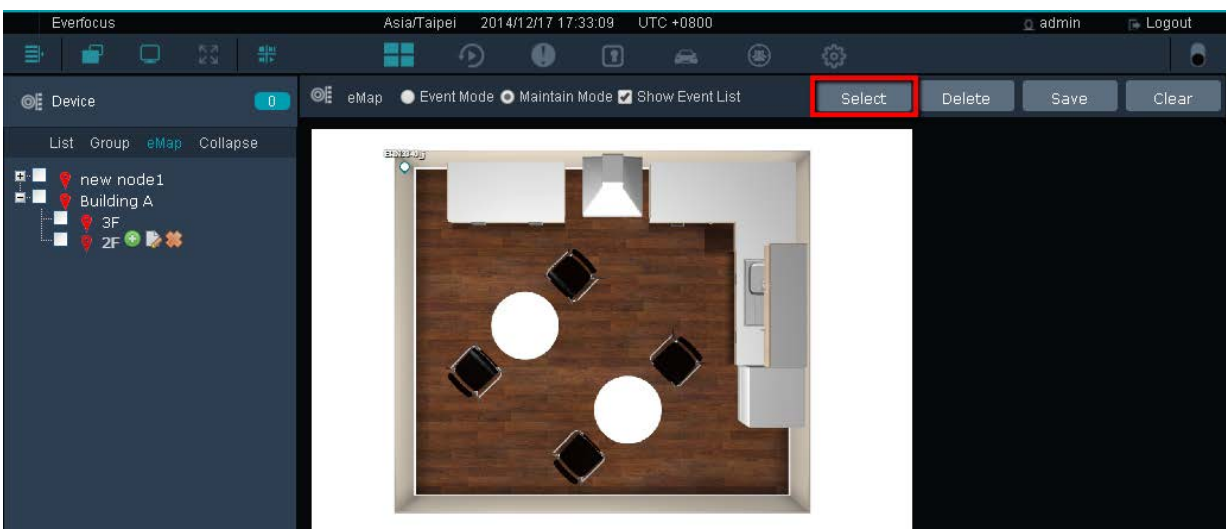 Everfocus Asia/Taipei 2014/12/17 17:33:09 UTC +0800 admin Logout
Device 0 eMap Event Mode Maintain Mode Show Event List Select Delete Save Clear
List Group eMap Collapse
new node1
Building A
3F
2F